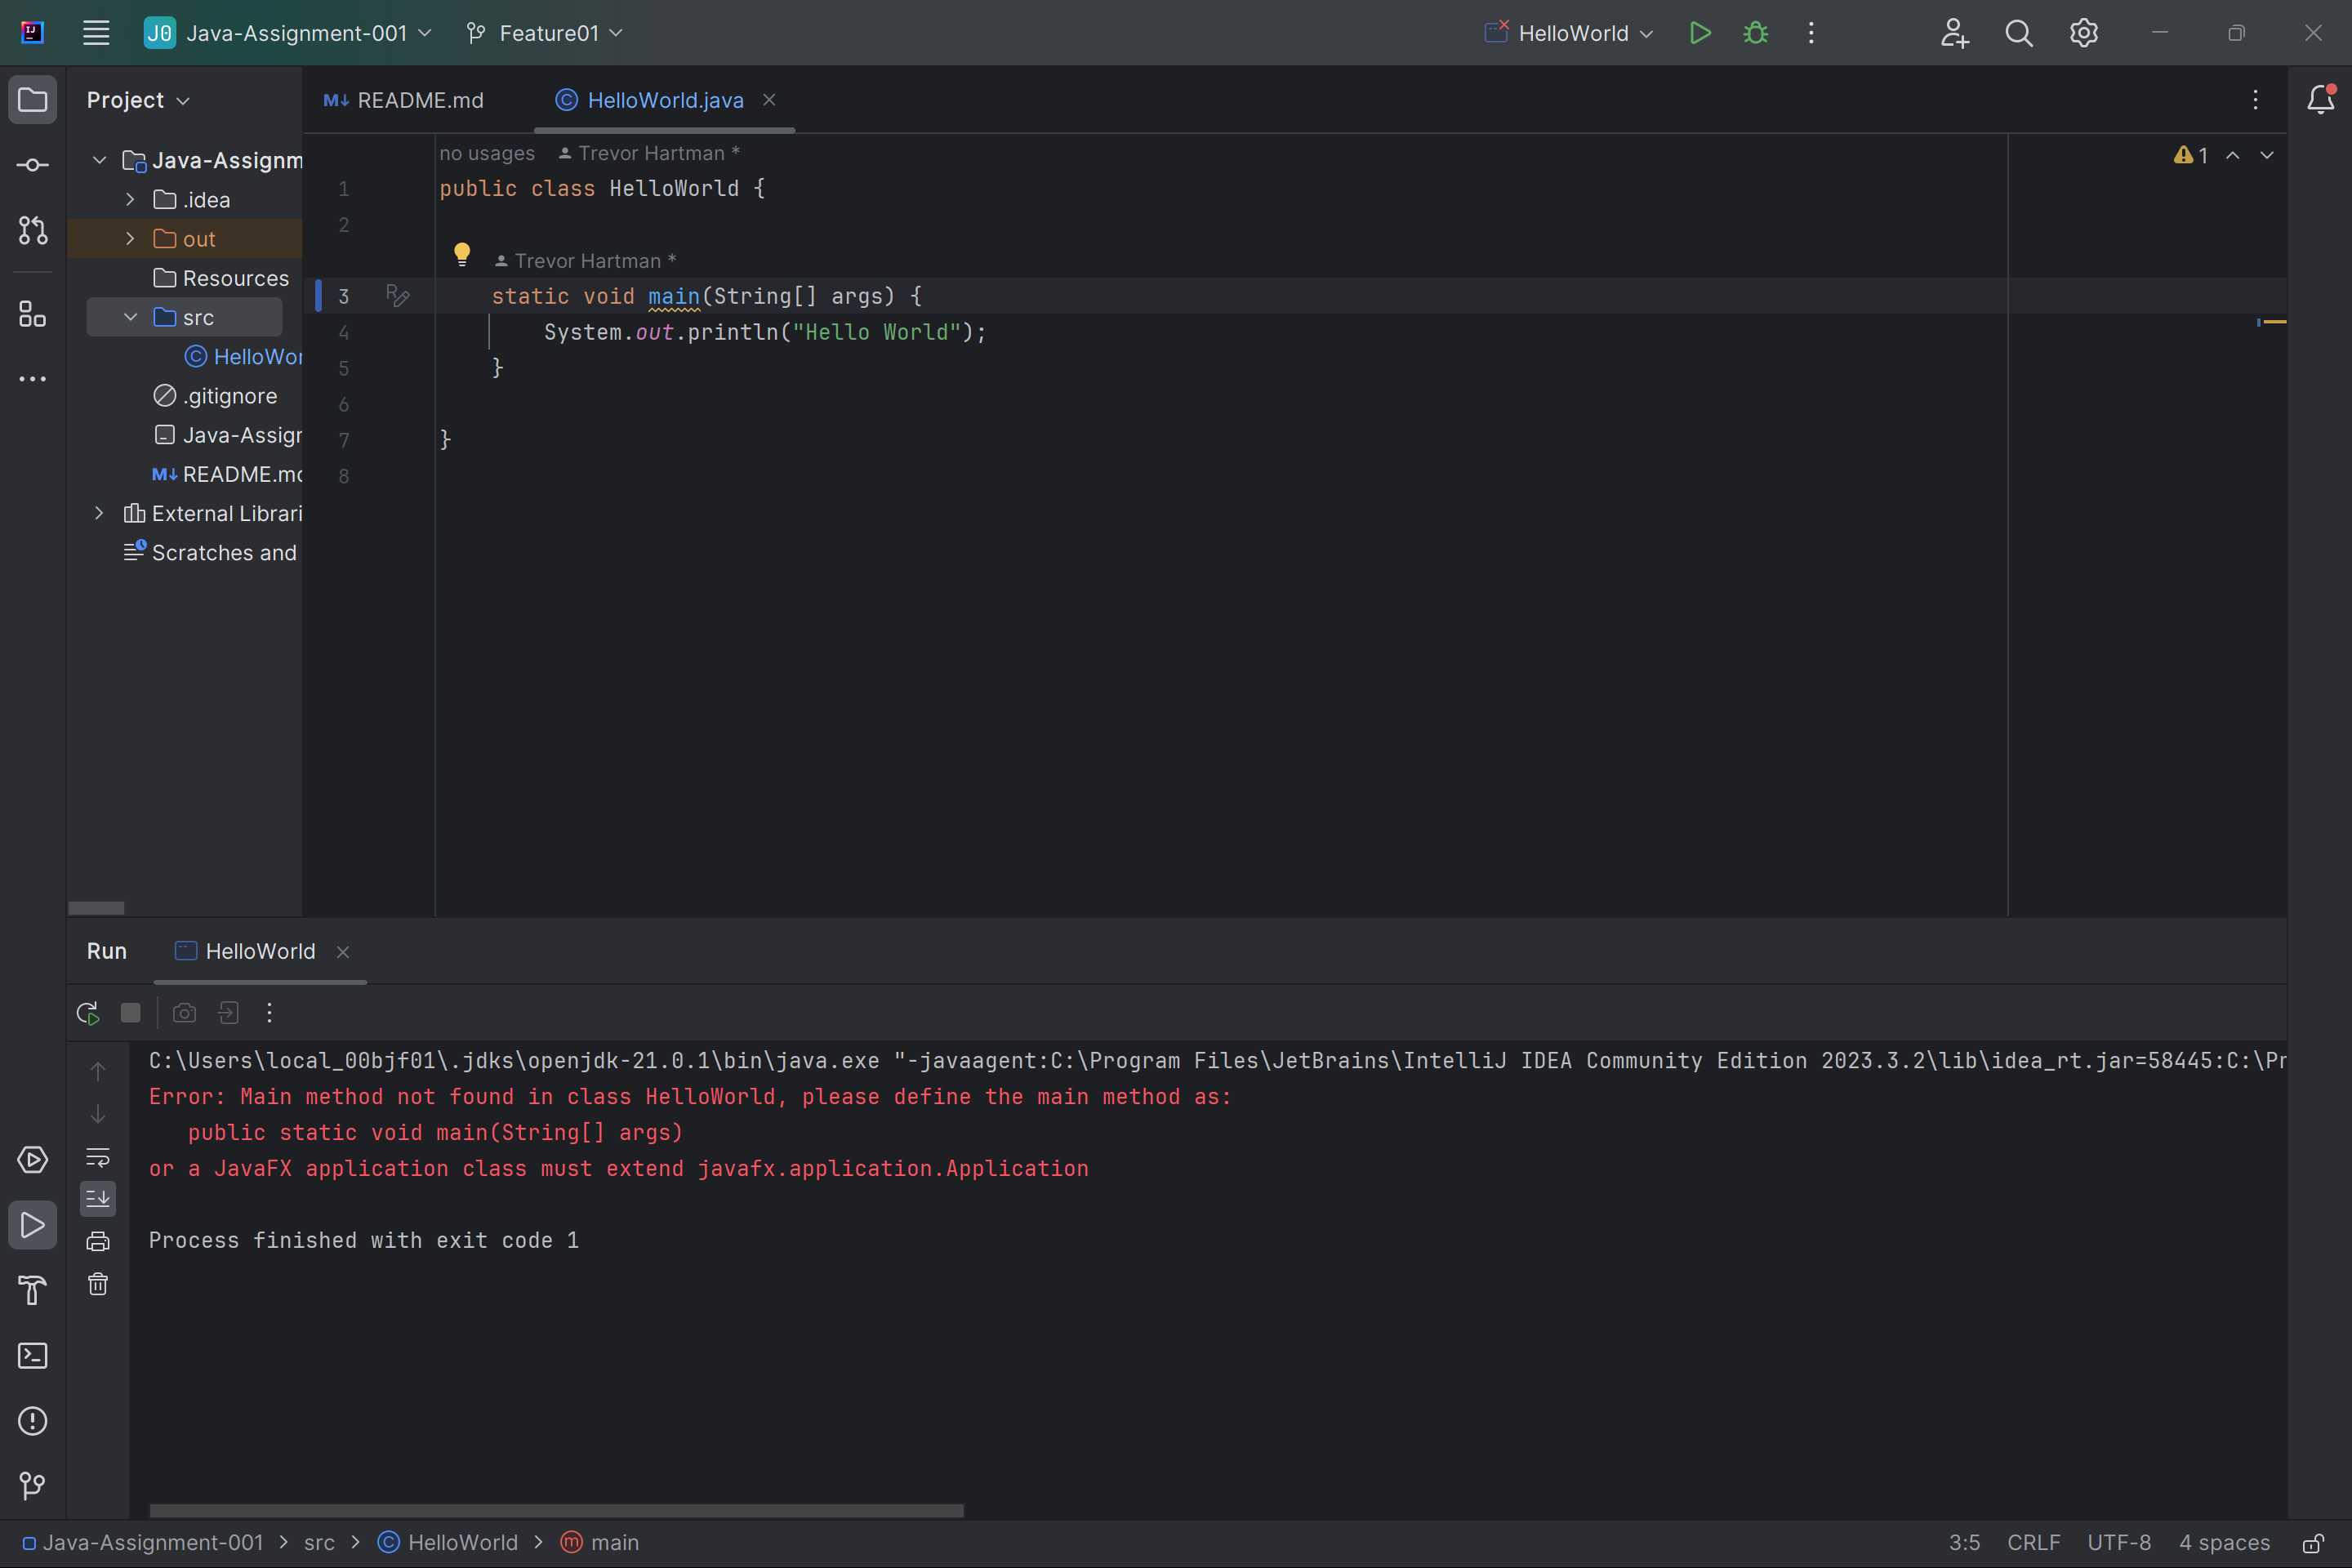 J0 Java-Assignment-001
Feature01
HelloWorld
Project
README.md
HelloWorld.java
Java-Assignm
.idea
out
Resources
src
HelloWor
.gitignore
Java-Assign
README.md
External Librari
Scratches and
no usages Trevor Hartman *
1 public class HelloWorld {
2
Trevor Hartman *
3 static void main(String[] args) {
4 System.out.println("Hello World");
5 }
6
7 }
8
1
Run HelloWorld
C:\Users\local_00bjf01\.jdks\openjdk-21.0.1\bin\java.exe "-javaagent:C:\Program Files\JetBrains\IntelliJ IDEA Community Edition 2023.3.2\lib\idea_rt.jar=58445:C:\Pr
Error: Main method not found in class HelloWorld, please define the main method as:
public static void main(String[] args)
or a JavaFX application class must extend javafx.application.Application
Process finished with exit code 1
Java-Assignment-001 > src > HelloWorld > main
3:5 CRLF UTF-8 4 spaces